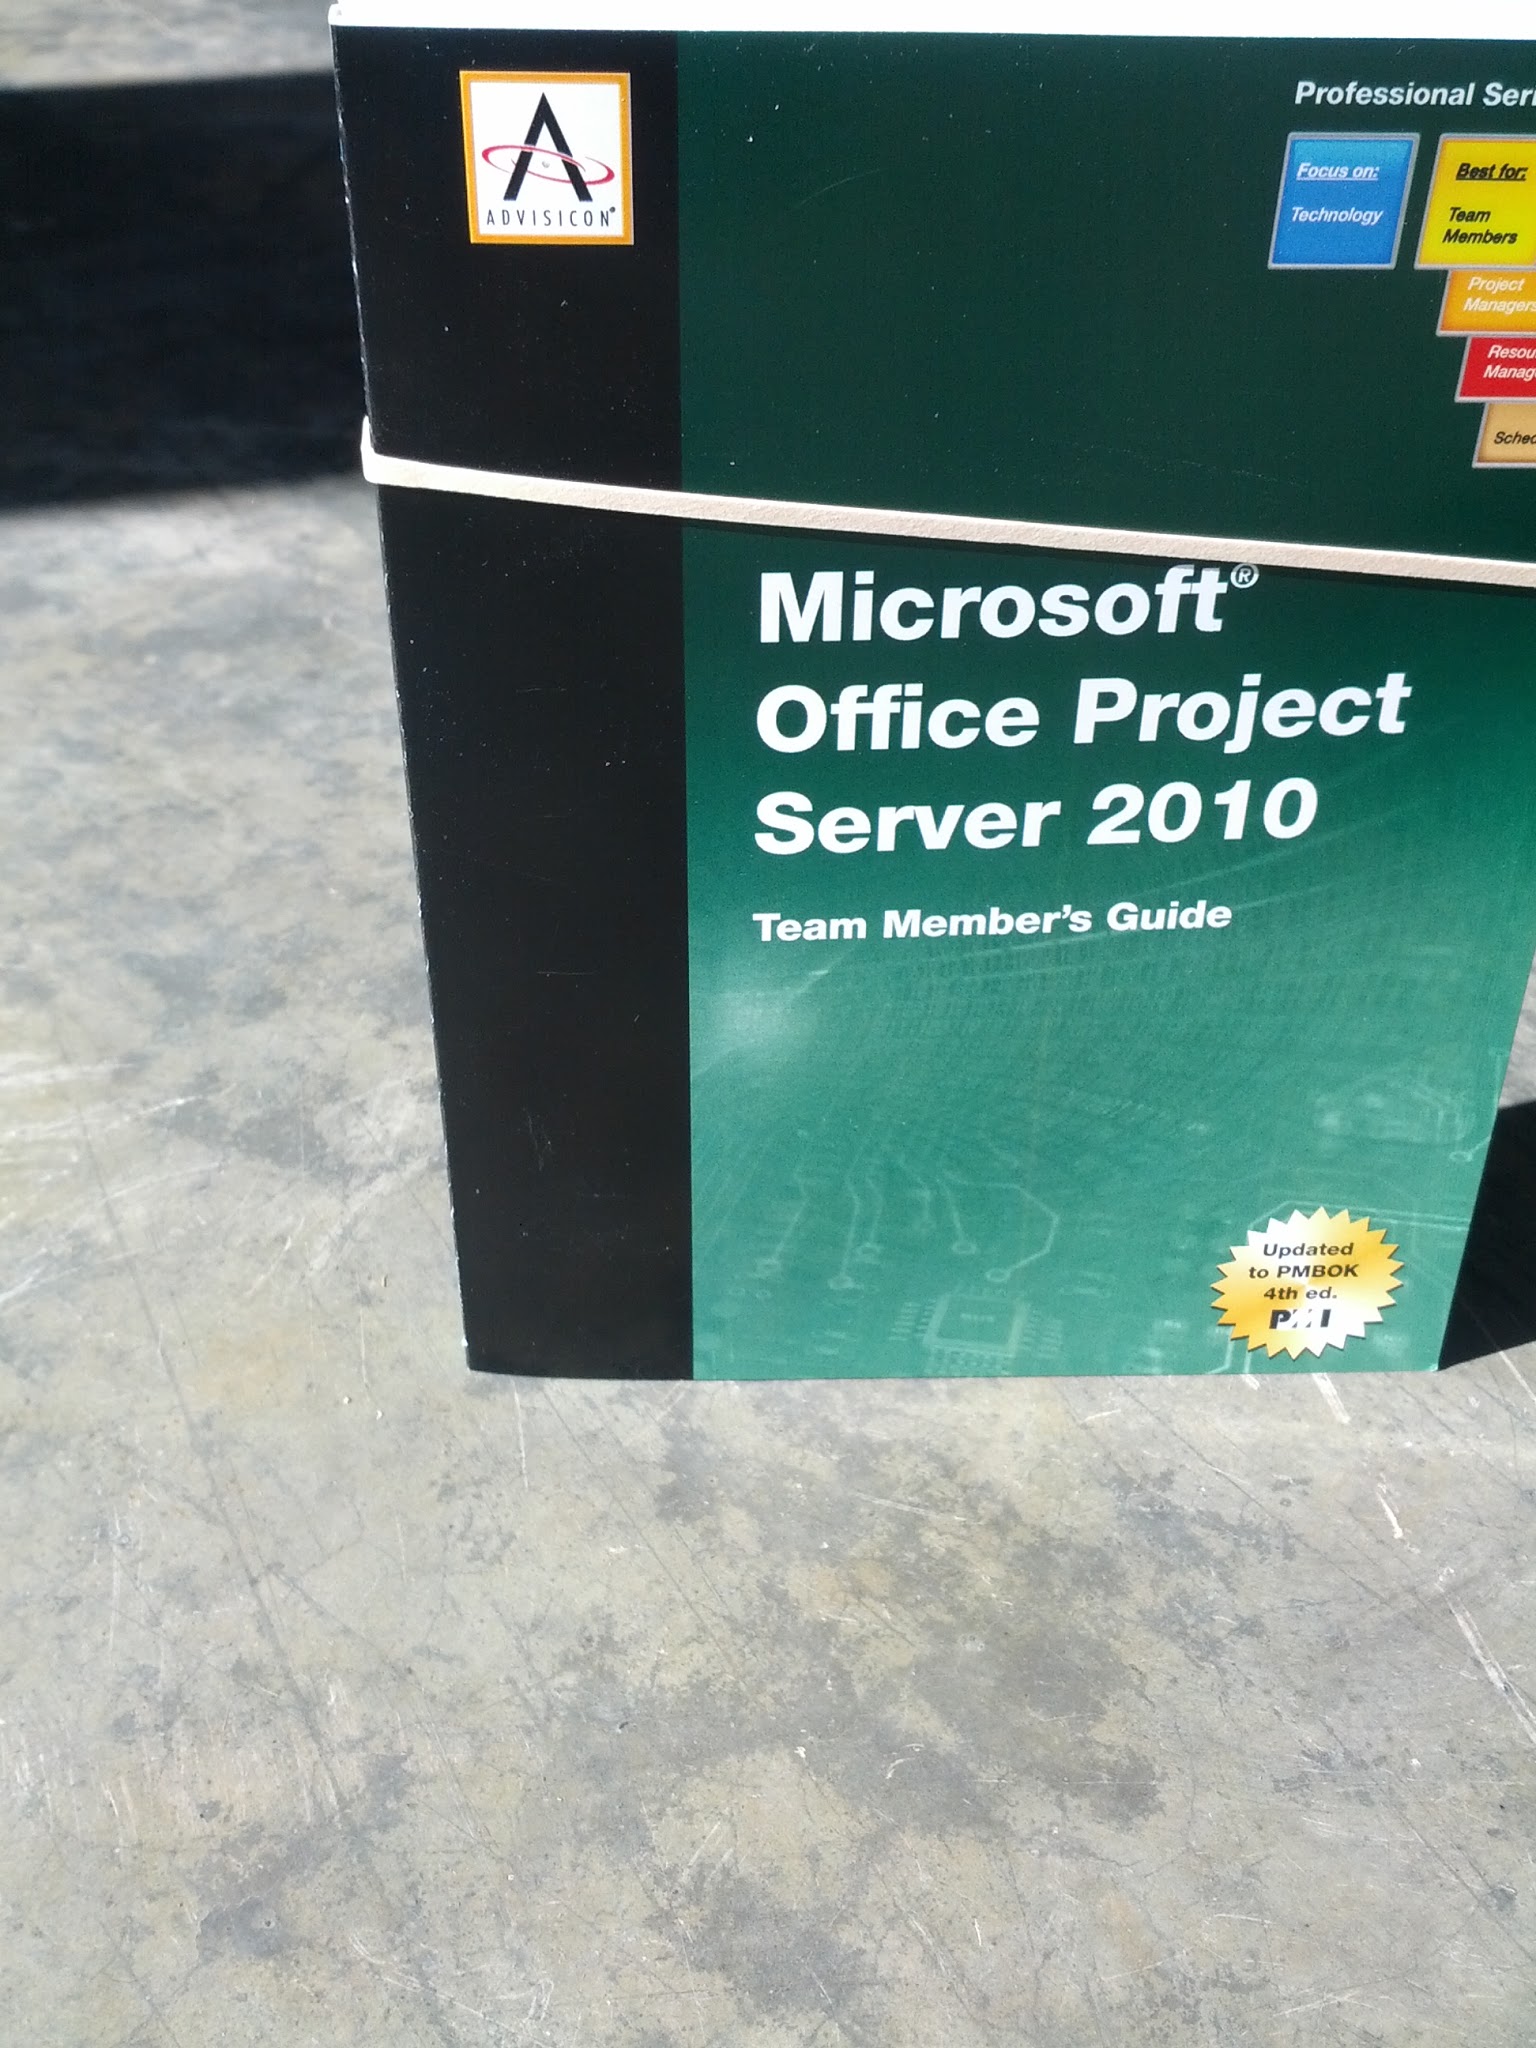 ADVISICON
Professional
Focus on:
Technology
Best for:
Team
Members
Project
Managers
Microsoft®
Office Project
Server 2010
Team Member's Guide
Updated
to PMBOK
4th ed.
PMI